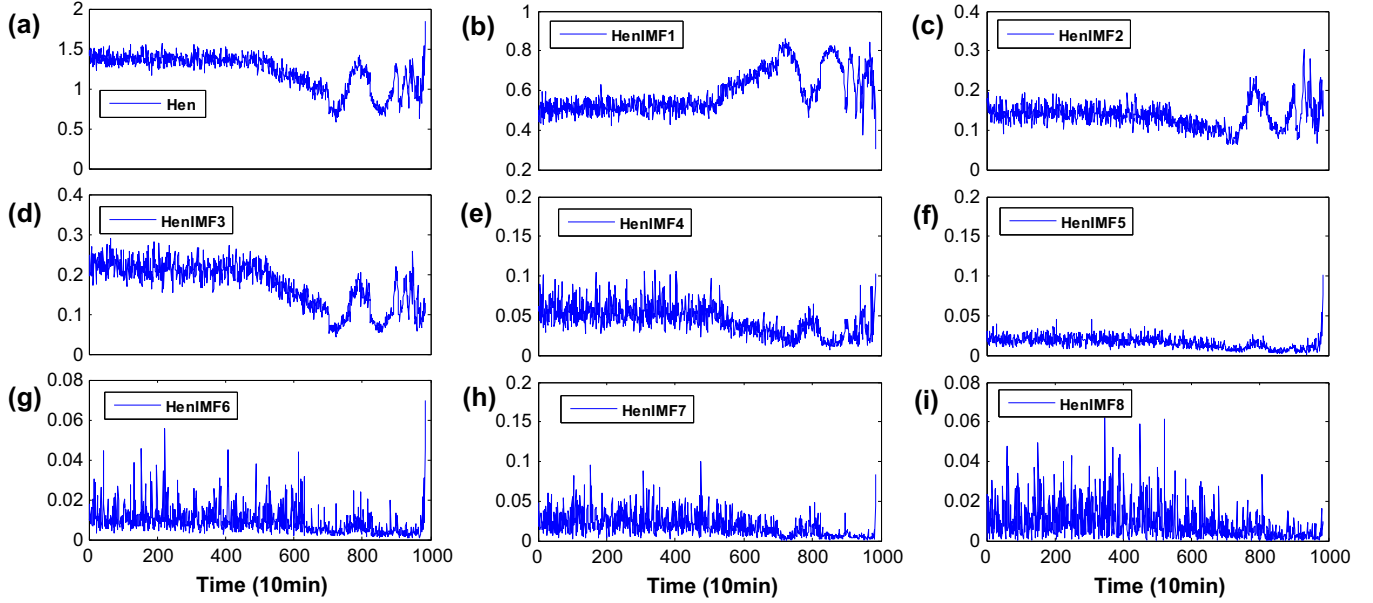 (a)
2
1.5
1
0.5
0
Hen
(b)
1
0.8
0.6
0.4
0.2
HenIMF1
(c)
0.4
0.3
0.2
0.1
0
HenIMF2
(d)
0.4
0.3
0.2
0.1
0
HenIMF3
(e)
0.2
0.15
0.1
0.05
0
HenIMF4
(f)
0.2
0.15
0.1
0.05
0
HenIMF5
(g)
0.08
0.06
0.04
0.02
0
HenIMF6
0 200 400 600 800 1000
Time (10min)
(h)
0.2
0.15
0.1
0.05
0
HenIMF7
0 200 400 600 800 1000
Time (10min)
(i)
0.08
0.06
0.04
0.02
0
HenIMF8
0 200 400 600 800 1000
Time (10min)